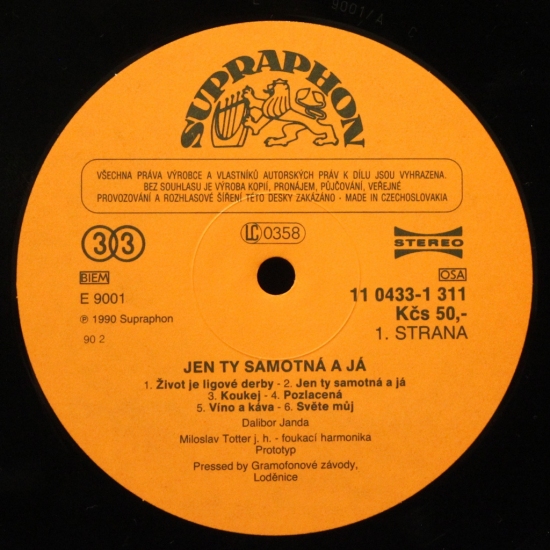 9001/A C
SUPRAPHON
VŠECHNA PRÁVA VÝROBCE A VLASTNÍKŮ AUTORSKÝCH PRÁV K DÍLU JSOU VYHRAZENA.
BEZ SOUHLASU JE VÝROBA KOPIÍ, PRONÁJEM, PŮJČOVÁNÍ, VEŘEJNÉ
PROVOZOVÁNÍ A ROZHLASOVÉ ŠÍŘENÍ TÉTO DESKY ZAKÁZÁNO - MADE IN CZECHOSLOVAKIA
33
LC 0358
STEREO
BIEM
OSA
E 9001
11 0433-1 311
Kčs 50,-
℗ 1990 Supraphon
1. STRANA
90 2
JEN TY SAMOTNÁ A JÁ
1. Život je ligové derby - 2. Jen ty samotná a já
3. Koukej - 4. Pozlacená
5. Víno a káva - 6. Světe můj
Dalibor Janda
Miloslav Totter j. h. - foukací harmonika
Prototyp
Pressed by Gramofonové závody,
Loděnice